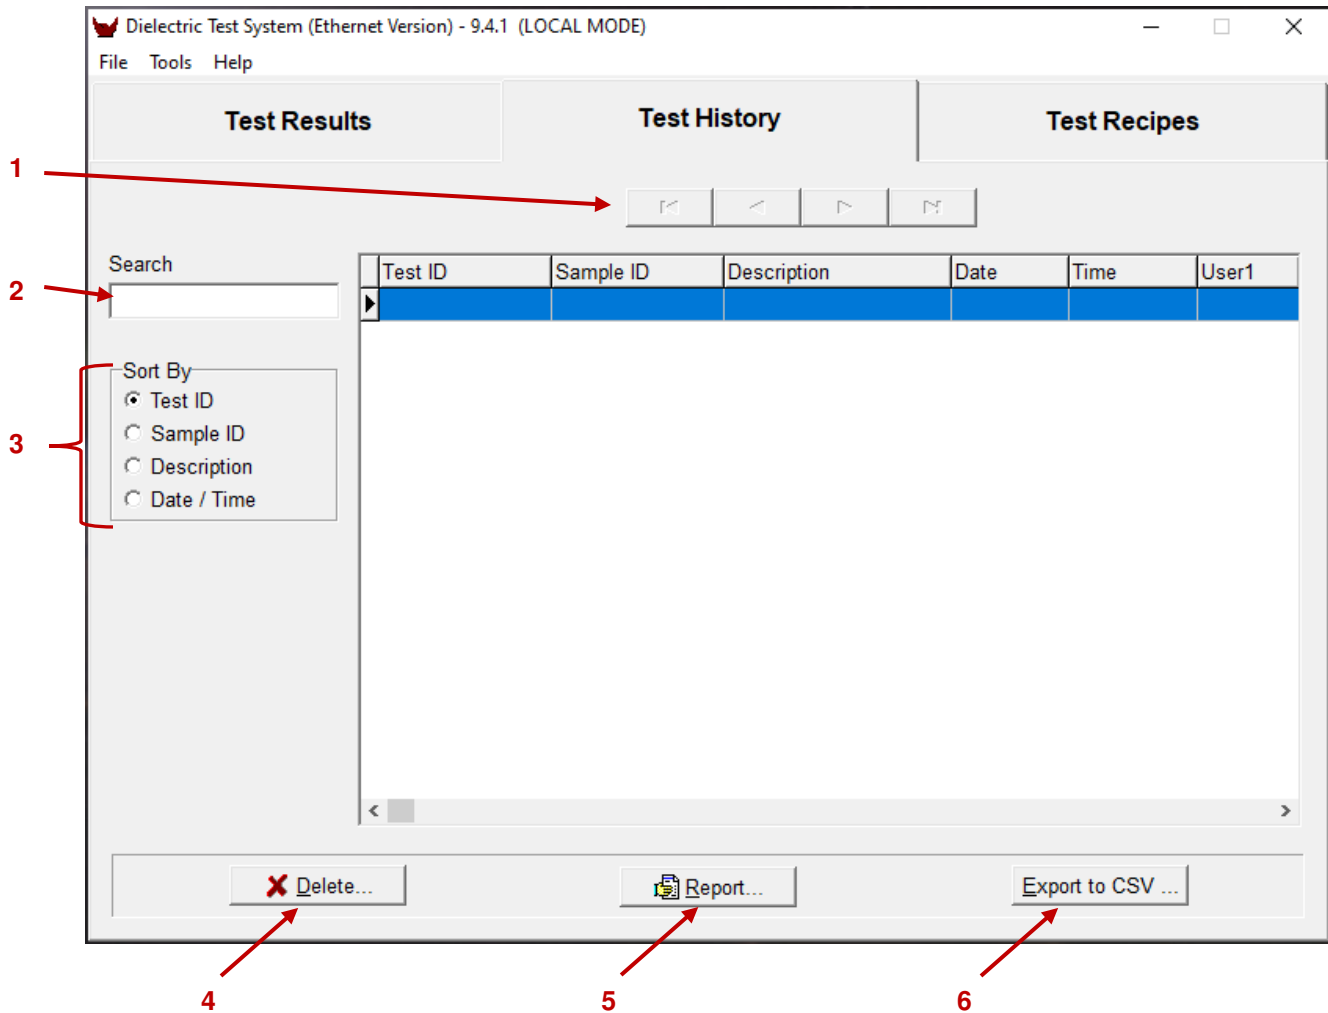 Dielectric Test System (Ethernet Version) - 9.4.1 (LOCAL MODE)
File Tools Help
Test Results Test History Test Recipes
1
Search
2
Test ID Sample ID Description Date Time User1
Sort By
Test ID
Sample ID
3
Description
Date / Time
Delete... Report... Export to CSV ...
4 5 6